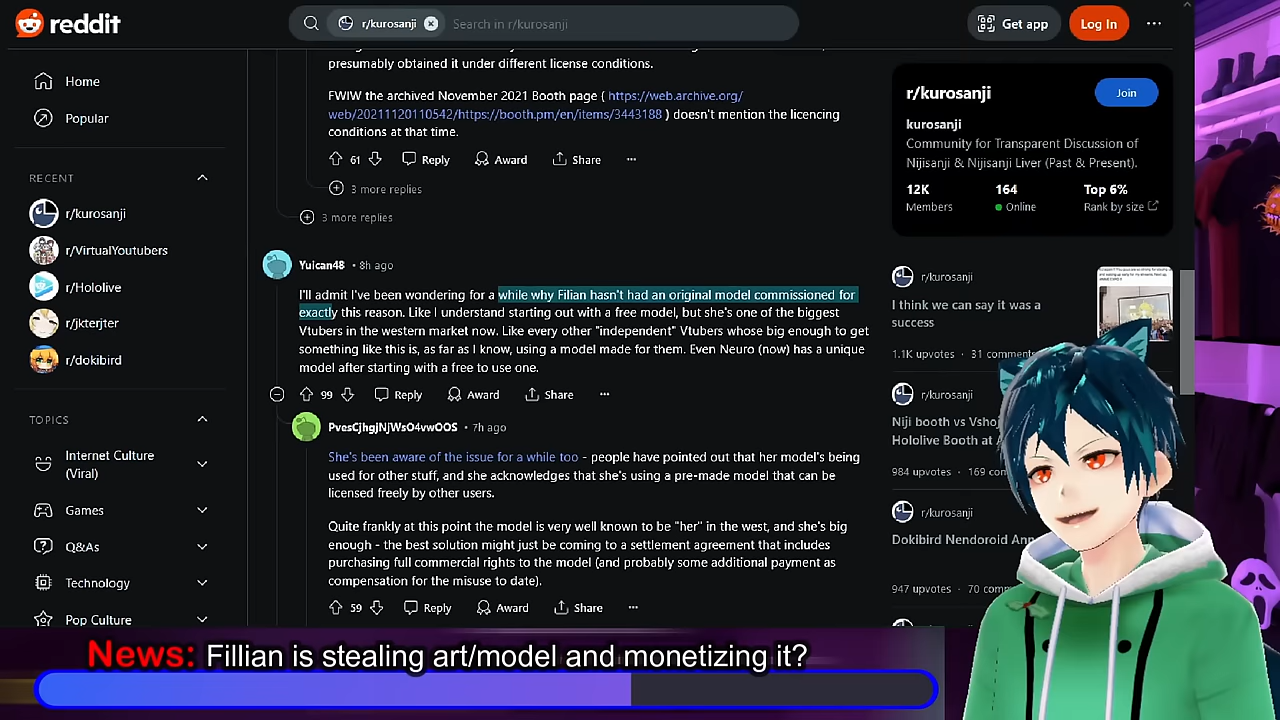 reddit
r/kurosanji
Search in r/kurosanji
Get app
Log In
Home
Popular
RECENT
r/kurosanji
r/VirtualYoutubers
r/Hololive
r/jkterjter
r/dokibird
TOPICS
Internet Culture
(Viral)
Games
Q&As
Technology
Pop Culture
presumably obtained it under different license conditions.
FWIW the archived November 2021 Booth page ( https://web.archive.org/
web/20211120110542/https://booth.pm/en/items/3443188 ) doesn't mention the licencing
conditions at that time.
61 Reply Award Share
3 more replies
3 more replies
Yuican48 • 8h ago
I'll admit I've been wondering for a while why Filian hasn't had an original model commissioned for
exactly this reason. Like I understand starting out with a free model, but she's one of the biggest
Vtubers in the western market now. Like every other "independent" Vtubers whose big enough to get
something like this is, as far as I know, using a model made for them. Even Neuro (now) has a unique
model after starting with a free to use one.
99 Reply Award Share
PvesCjhgjNjWsO4vwOOS • 7h ago
She's been aware of the issue for a while too - people have pointed out that her model's being
used for other stuff, and she acknowledges that she's using a pre-made model that can be
licensed freely by other users.
Quite frankly at this point the model is very well known to be "her" in the west, and she's big
enough - the best solution might just be coming to a settlement agreement that includes
purchasing full commercial rights to the model (and probably some additional payment as
compensation for the misuse to date).
59 Reply Award Share
r/kurosanji
Join
kurosanji
Community for Transparent Discussion of
Nijisanji & Nijisanji Liver (Past & Present).
12K 164 Top 6%
Members Online Rank by size
r/kurosanji
I think we can say it was a
success
1.1K upvotes • 31 comments
r/kurosanji
Niji booth vs Vshojo
Hololive Booth at
984 upvotes • 169 com
r/kurosanji
Dokibird Nendoroid Ann
947 upvotes • 70 comm
News: Fillian is stealing art/model and monetizing it?